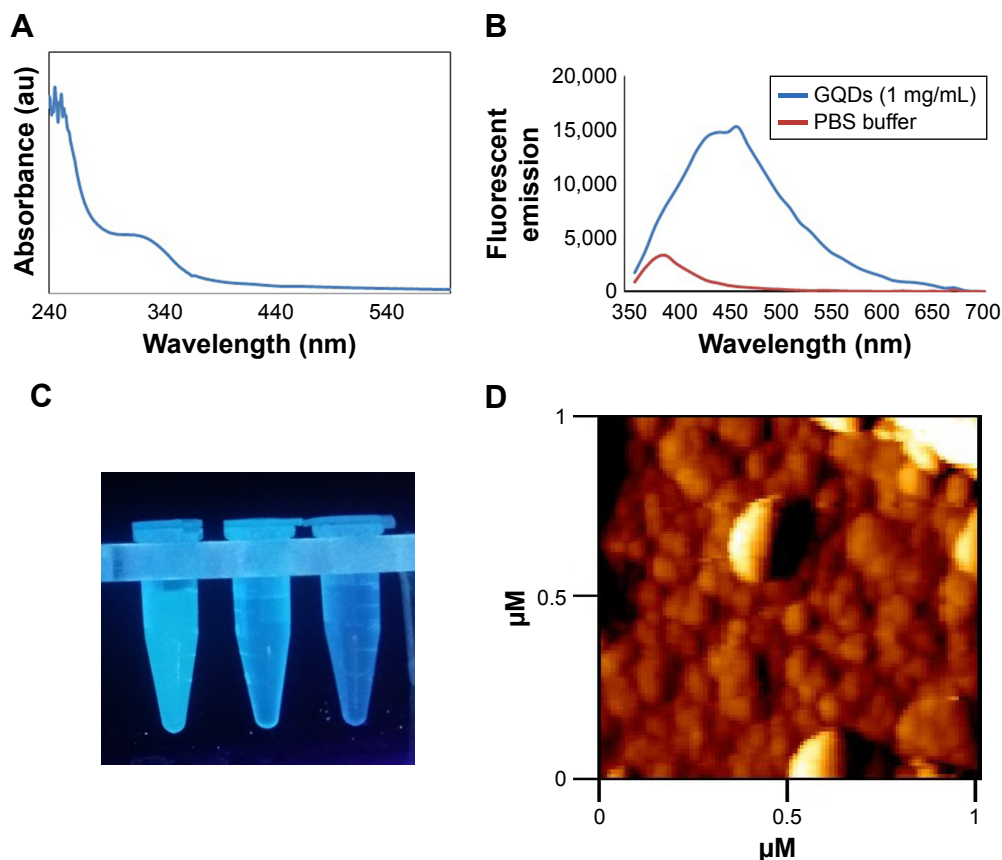 A
Absorbance (au)
240
340
440
540
Wavelength (nm)
B
Fluorescent
emission
20,000
15,000
10,000
5,000
0
GQDs (1 mg/mL)
PBS buffer
350
400
450
500
550
600
650
700
Wavelength (nm)
C
D
1
0.5
0
µM
0
0.5
1
µM